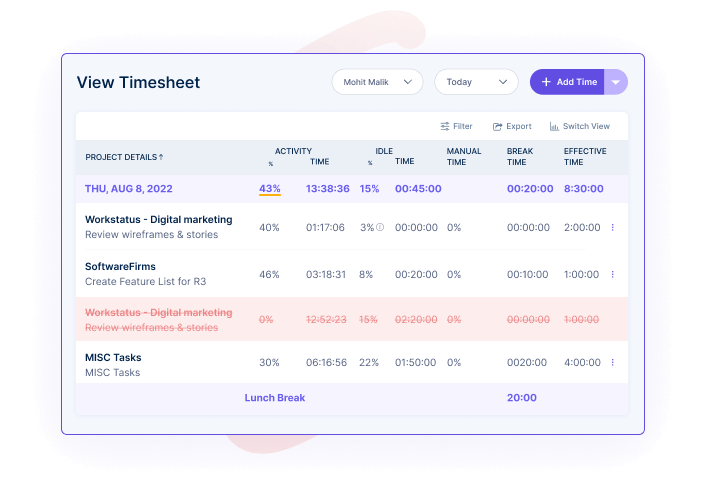 View Timesheet
Mohit Malik
Today
+ Add Time
Filter
Export
Switch View
PROJECT DETAILS↑
ACTIVITY
% TIME
IDLE
% TIME
MANUAL
TIME
BREAK
TIME
EFFECTIVE
TIME
THU, AUG 8, 2022 43% 13:38:36 15% 00:45:00 00:20:00 8:30:00
Workstatus - Digital marketing
Review wireframes & stories
40% 01:17:06 3% 00:00:00 0% 00:00:00 2:00:00
SoftwareFirms
Create Feature List for R3
46% 03:18:31 8% 00:20:00 0% 00:10:00 1:00:00
Workstatus - Digital marketing
Review wireframes & stories
0% 12:52:23 15% 02:20:00 0% 00:00:00 1:00:00
MISC Tasks
MISC Tasks
30% 06:16:56 22% 01:50:00 0% 0020:00 4:00:00
Lunch Break 20:00